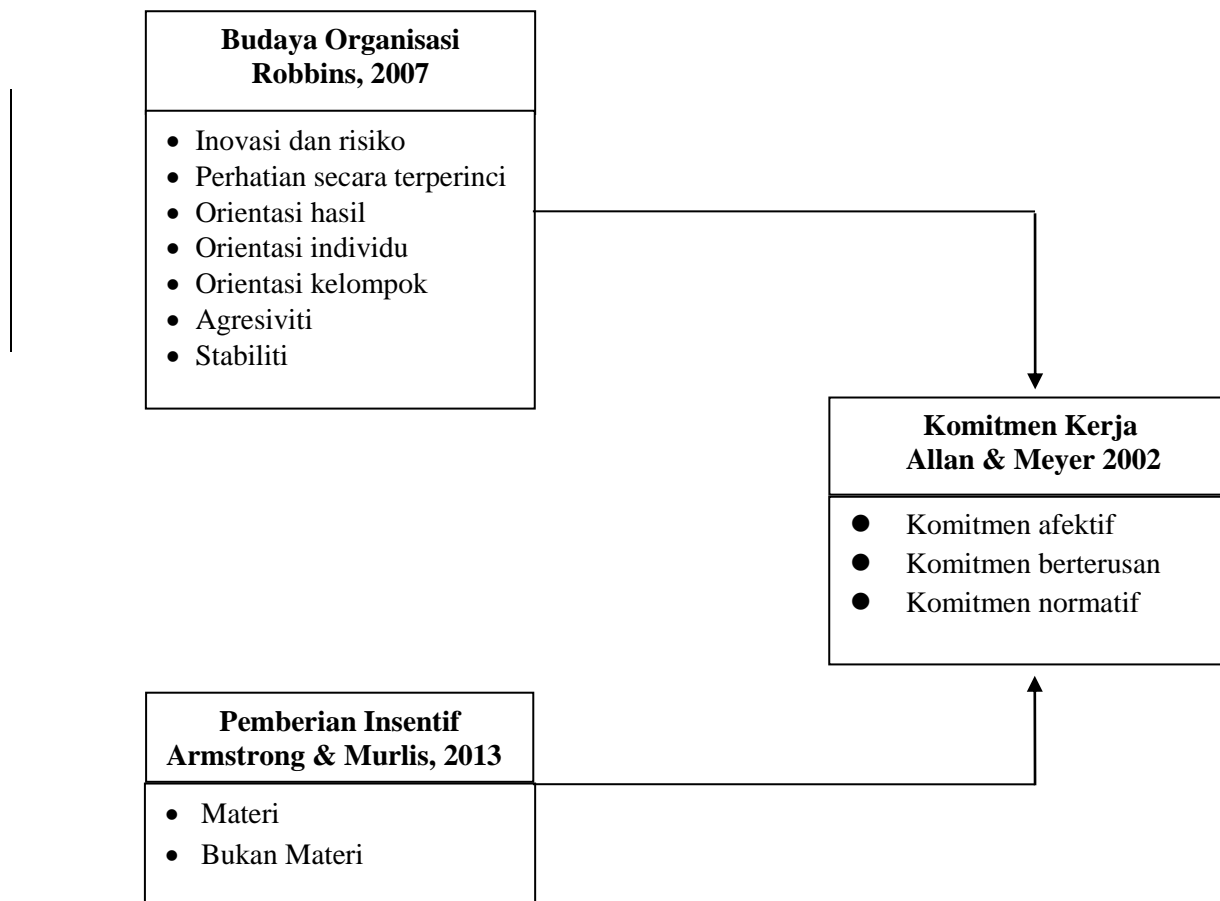 Budaya Organisasi
Robbins, 2007
• Inovasi dan risiko
• Perhatian secara terperinci
• Orientasi hasil
• Orientasi individu
• Orientasi kelompok
• Agresiviti
• Stabiliti
Komitmen Kerja
Allan & Meyer 2002
● Komitmen afektif
● Komitmen berterusan
● Komitmen normatif
Pemberian Insentif
Armstrong & Murlis, 2013
• Materi
• Bukan Materi